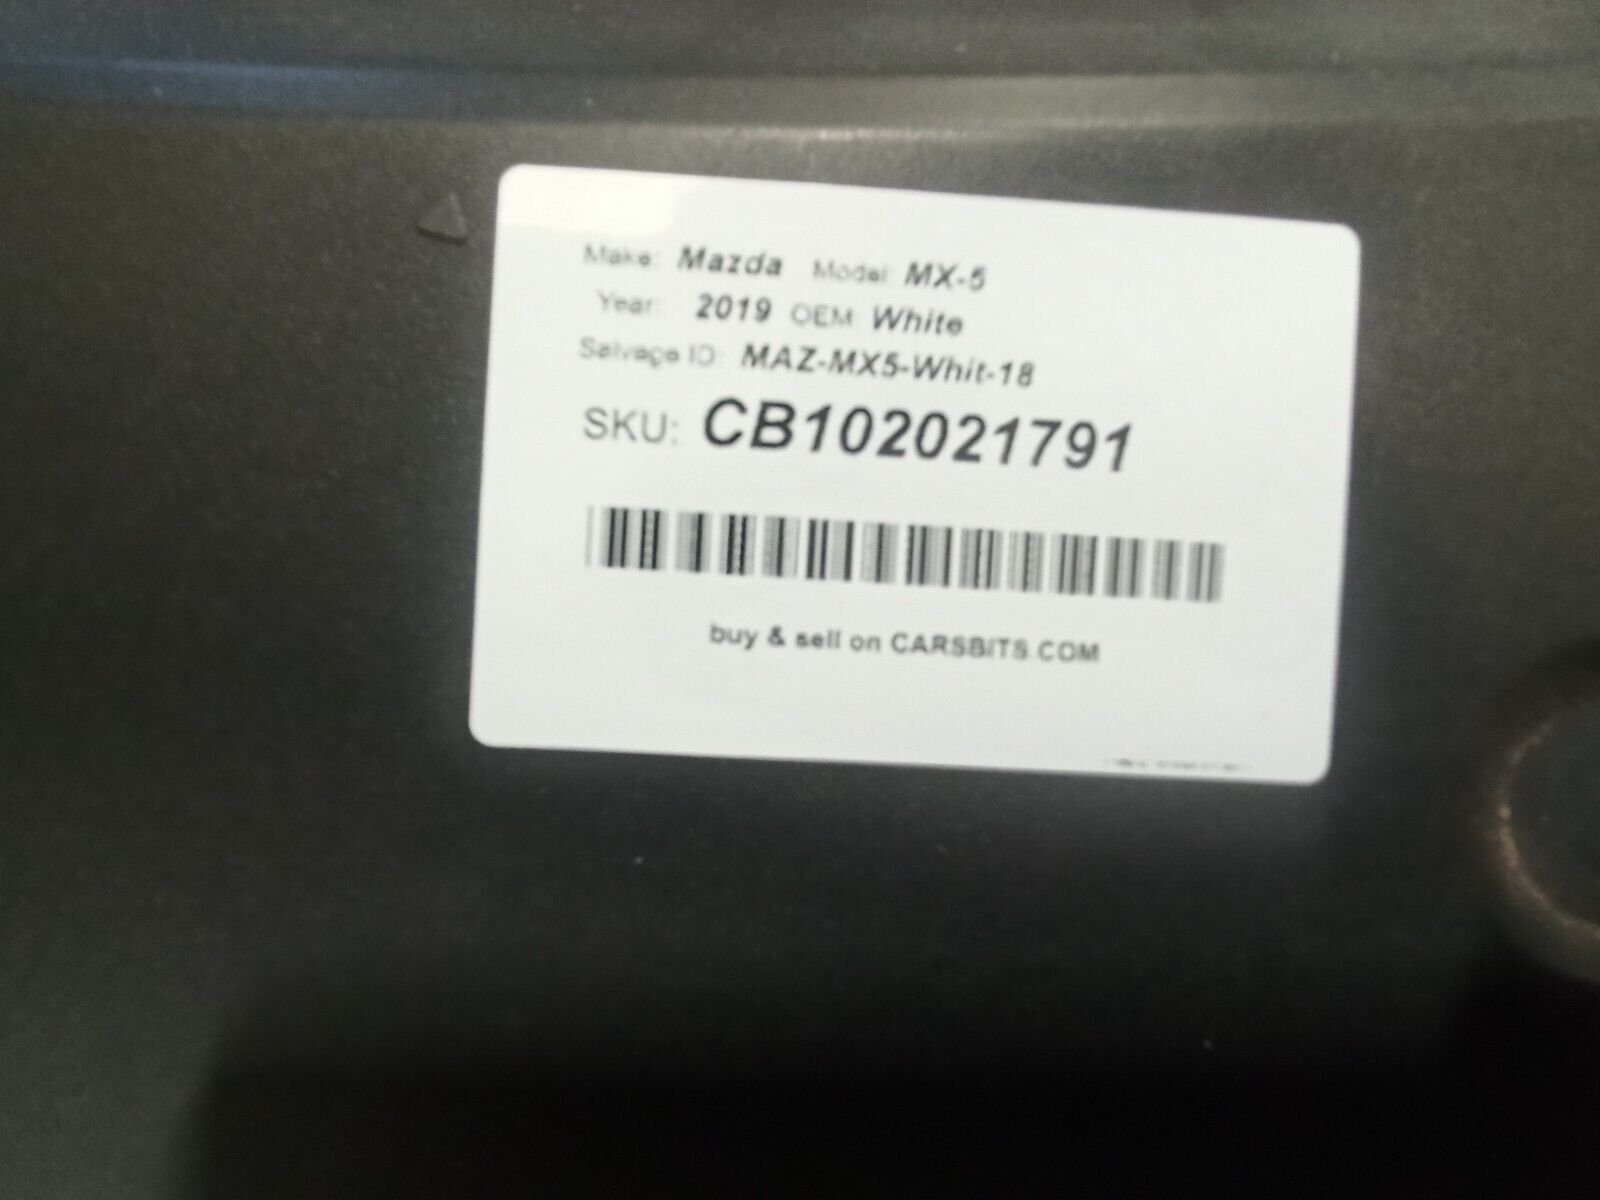 Make: Mazda Model: MX-5
Year: 2019 OEM: White
Salvage ID: MAZ-MX5-Whit-18
SKU: CB102021791
buy & sell on CARSBITS.COM